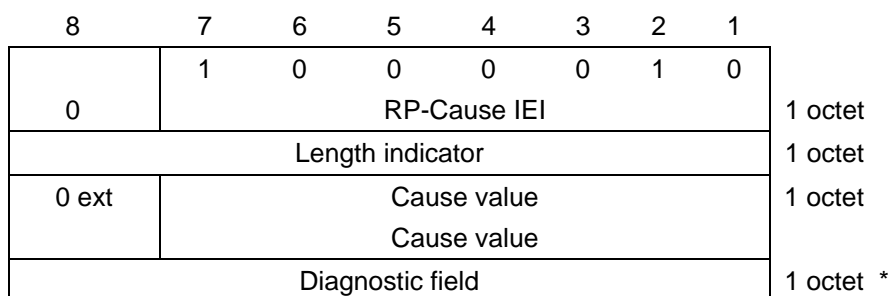 8 7 6 5 4 3 2 1
1 0 0 0 0 1 0
0 RP-Cause IEI 1 octet
Length indicator 1 octet
0 ext Cause value 1 octet
Cause value
Diagnostic field 1 octet *